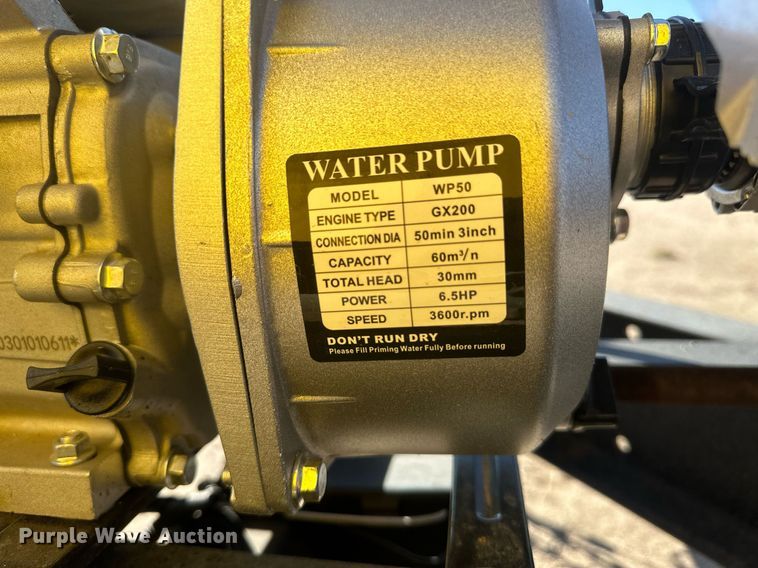 WATER PUMP
MODEL WP50
ENGINE TYPE GX200
CONNECTION DIA 50min 3inch
CAPACITY 60m³/n
TOTAL HEAD 30mm
POWER 6.5HP
SPEED 3600r.pm
DON'T RUN DRY
Please Fill Priming Water Fully Before running
0301010611*
Purple Wave Auction